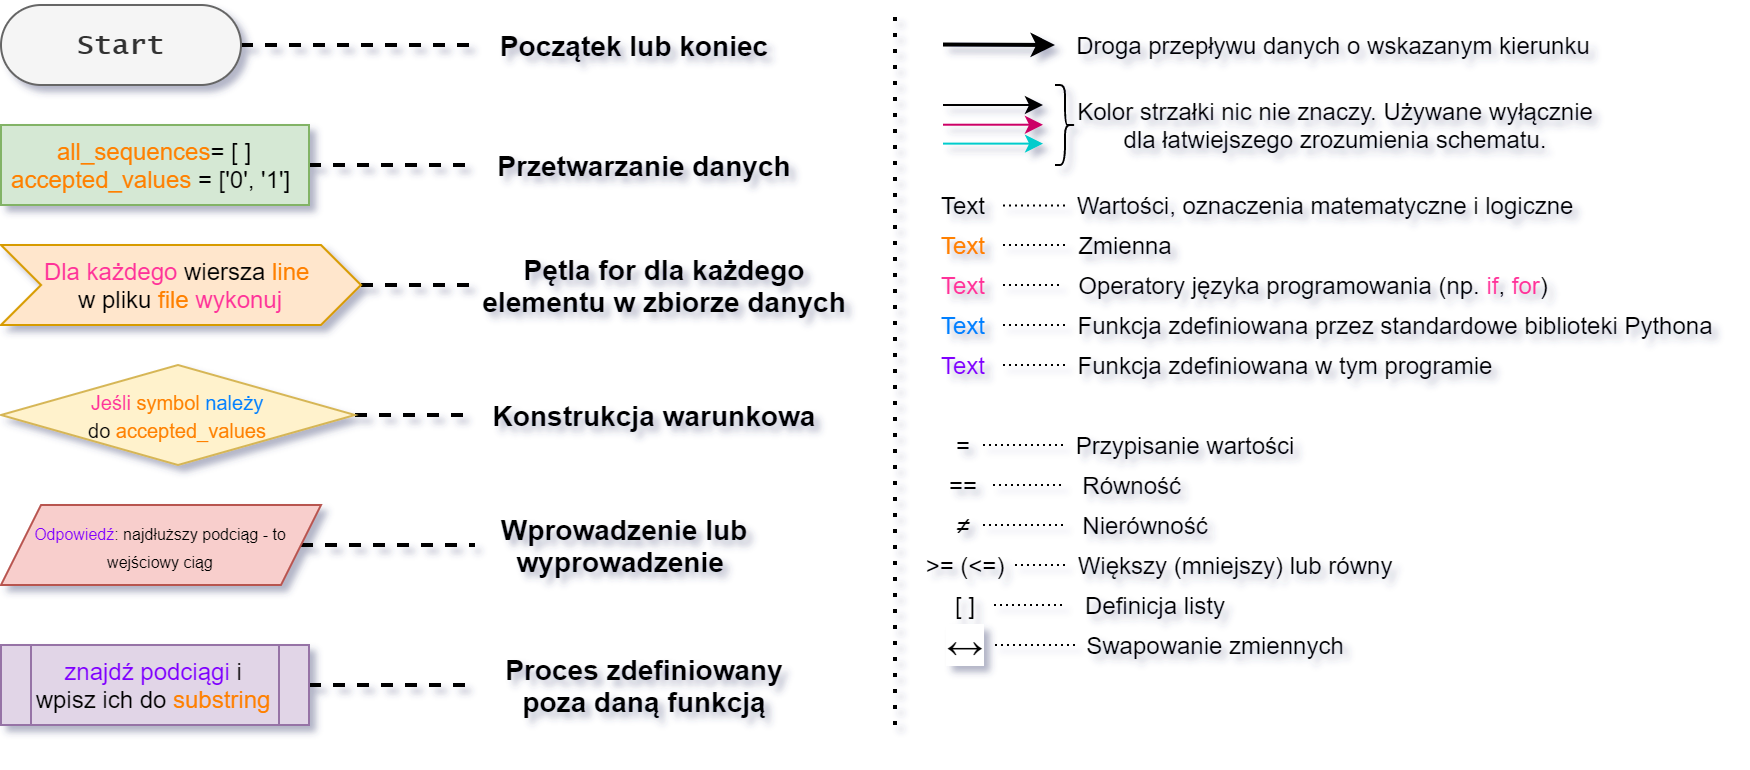 Start
Początek lub koniec
all_sequences= [ ]
accepted_values = ['0', '1']
Przetwarzanie danych
Dla każdego wiersza line
w pliku file wykonuj
Pętla for dla każdego
elementu w zbiorze danych
Jeśli symbol należy
do accepted_values
Konstrukcja warunkowa
Odpowiedź: najdłuższy podciąg - to
wejściowy ciąg
Wprowadzenie lub
wyprowadzenie
znajdź podciągi i
wpisz ich do substring
Proces zdefiniowany
poza daną funkcją
Droga przepływu danych o wskazanym kierunku
Kolor strzałki nic nie znaczy. Używane wyłącznie
dla łatwiejszego zrozumienia schematu.
Text Wartości, oznaczenia matematyczne i logiczne
Text Zmienna
Text Operatory języka programowania (np. if, for)
Text Funkcja zdefiniowana przez standardowe biblioteki Pythona
Text Funkcja zdefiniowana w tym programie
= Przypisanie wartości
== Równość
≠ Nierówność
>= (<=) Większy (mniejszy) lub równy
[ ] Definicja listy
↔ Swapowanie zmiennych